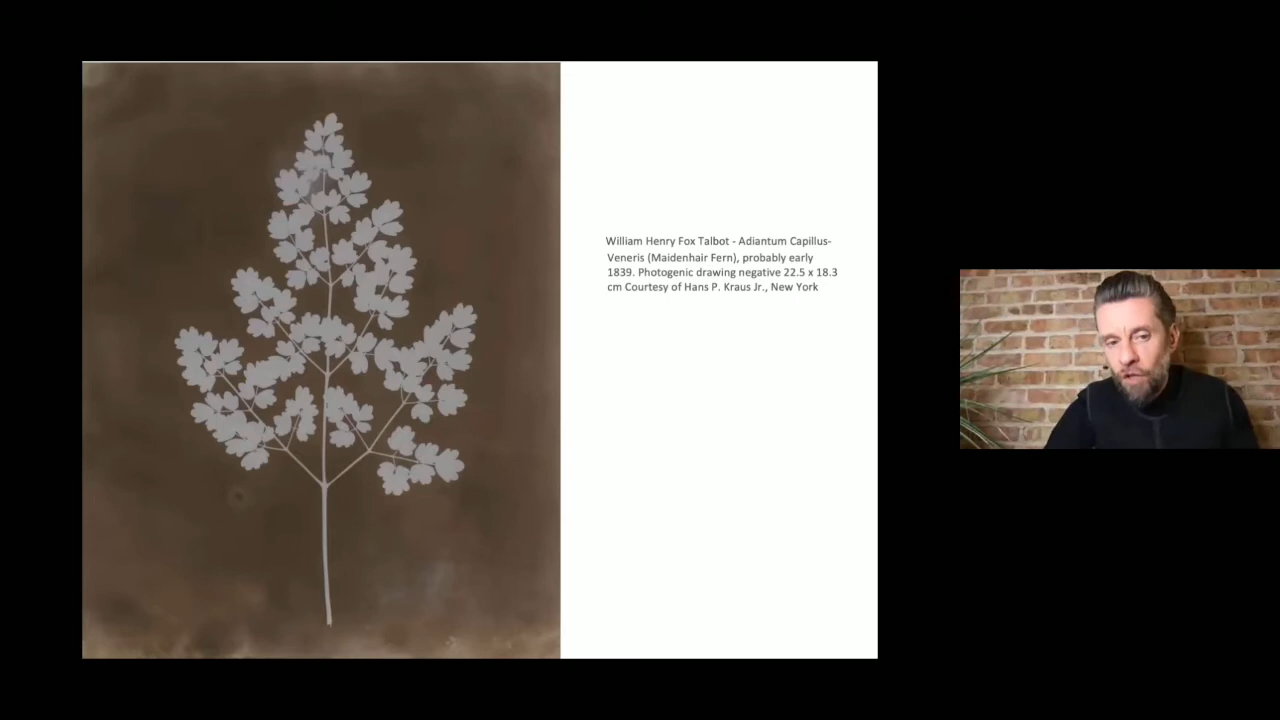 William Henry Fox Talbot - Adiantum Capillus-
Veneris (Maidenhair Fern), probably early
1839. Photogenic drawing negative 22.5 x 18.3
cm Courtesy of Hans P. Kraus Jr., New York